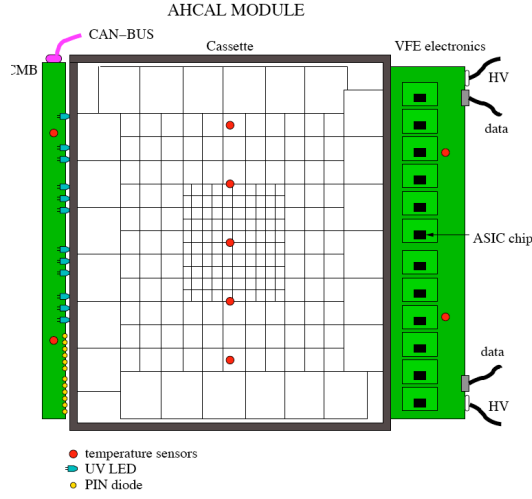 AHCAL MODULE
CAN−BUS
Cassette
VFE electronics
CMB
HV
data
ASIC chip
data
HV
temperature sensors
UV LED
PIN diode